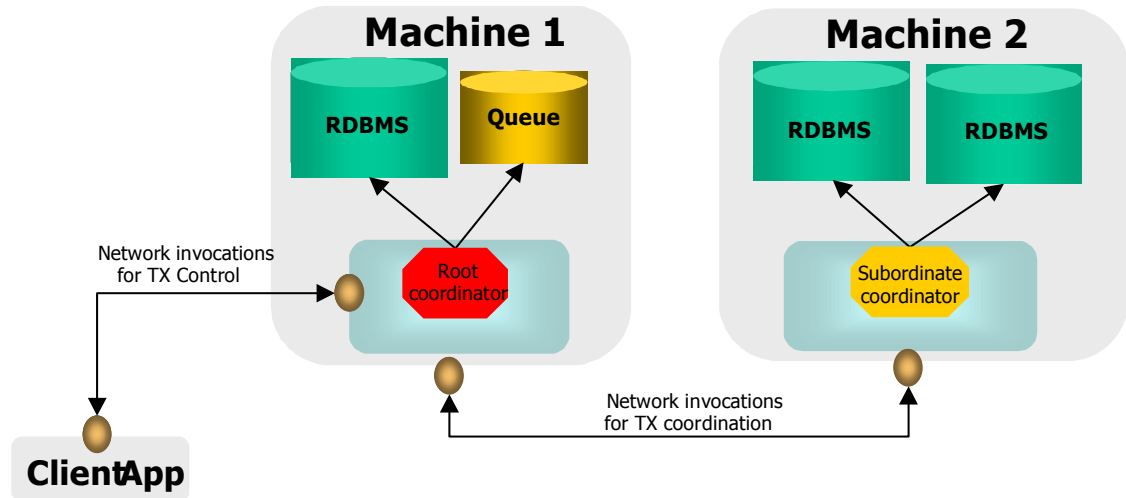 Machine 1
Machine 2
RDBMS
Queue
RDBMS
RDBMS
Network invocations
for TX Control
Root
coordinator
Subordinate
coordinator
Network invocations
for TX coordination
ClientApp